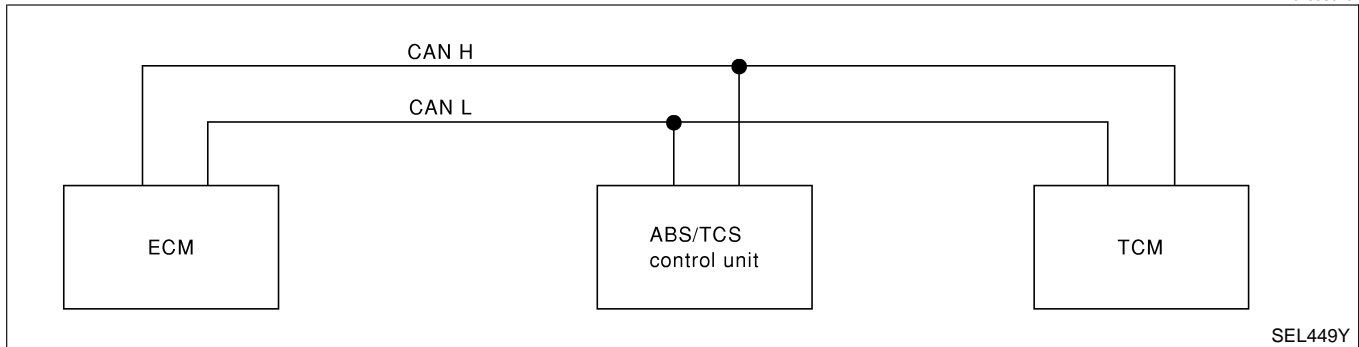 CAN H
CAN L
ECM
ABS/TCS
control unit
TCM
SEL449Y